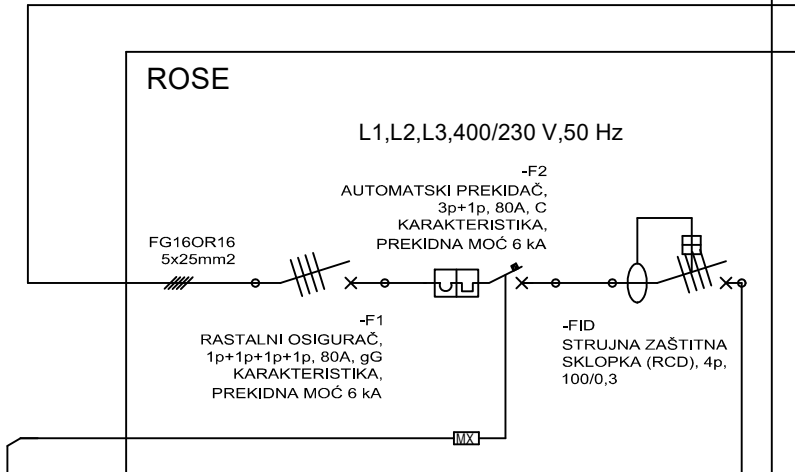 ROSE
L1,L2,L3,400/230 V,50 Hz
-F2
AUTOMATSKI PREKIDAČ,
3p+1p, 80A, C
KARAKTERISTIKA,
PREKIDNA MOĆ 6 kA
FG16OR16
5x25mm2
-F1
RASTALNI OSIGURAČ,
1p+1p+1p+1p, 80A, gG
KARAKTERISTIKA,
PREKIDNA MOĆ 6 kA
-FID
STRUJNA ZAŠTITNA
SKLOPKA (RCD), 4p,
100/0,3
MX